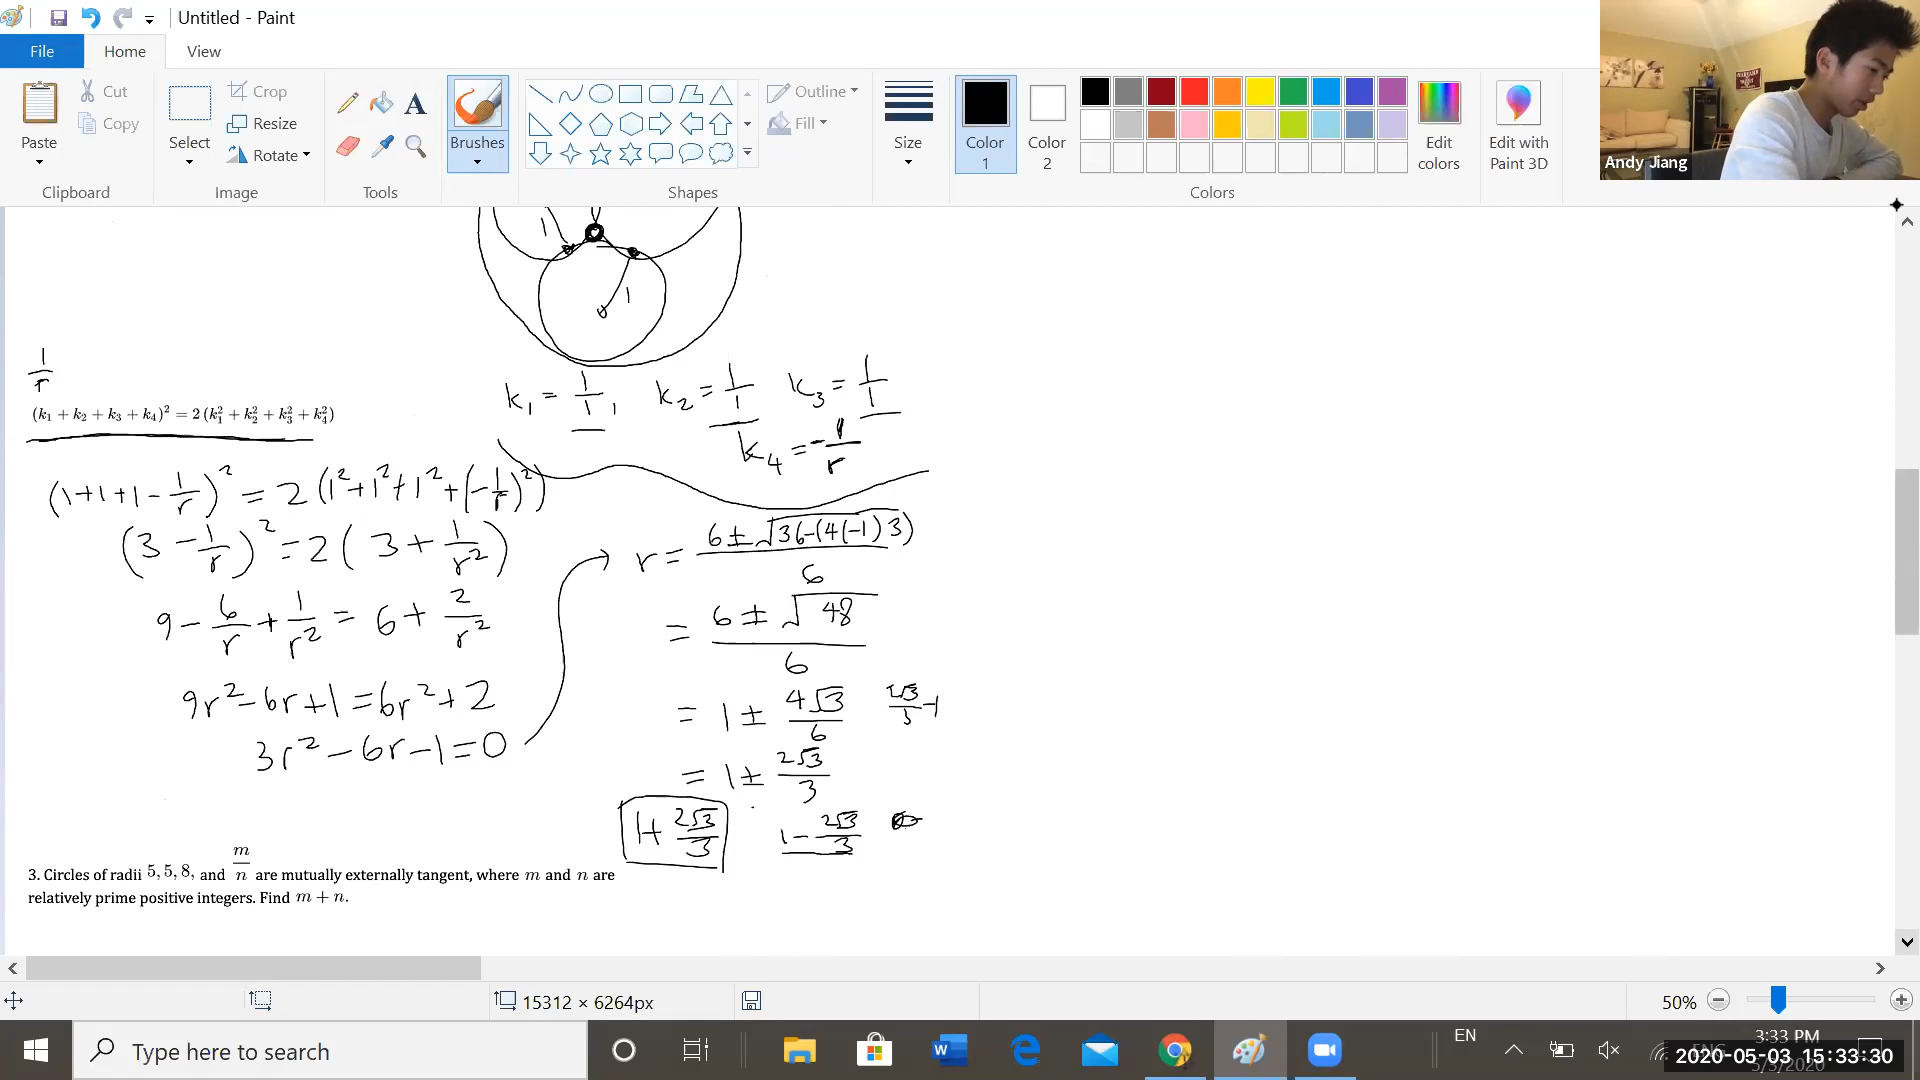 Untitled - Paint
File
Home
View
Paste
Cut
Copy
Clipboard
Select
Crop
Resize
Rotate
Image
A
Tools
Brushes
Outline
Fill
Shapes
Size
Color 1
Color 2
Edit colors
Colors
Edit with Paint 3D
Andy Jiang
1
1
1/r
k₁ = 1/1, k₂ = 1/1 k₃ = 1/1
(k₁ + k₂ + k₃ + k₄)² = 2 (k₁² + k₂² + k₃² + k₄²)
k₄ = -1/r
(1+1+1-1/r)² = 2(1²+1²+1²+(-1/r)²)
(3 - 1/r)² = 2(3 + 1/r²)
9 - 6/r + 1/r² = 6 + 2/r²
9r² - 6r + 1 = 6r² + 2
3r² - 6r - 1 = 0
r = 6 ± √36-(4(-1)3) / 6
= 6 ± √48 / 6
= 1 ± 4√3/6
2√3/3 - 1
= 1 ± 2√3/3
1 + 2√3/3
1 - 2√3/3
3. Circles of radii 5, 5, 8, and m/n are mutually externally tangent, where m and n are
relatively prime positive integers. Find m + n.
15312 × 6264px
50%
Type here to search
EN
3:33 PM
2020-05-03 15:33:30